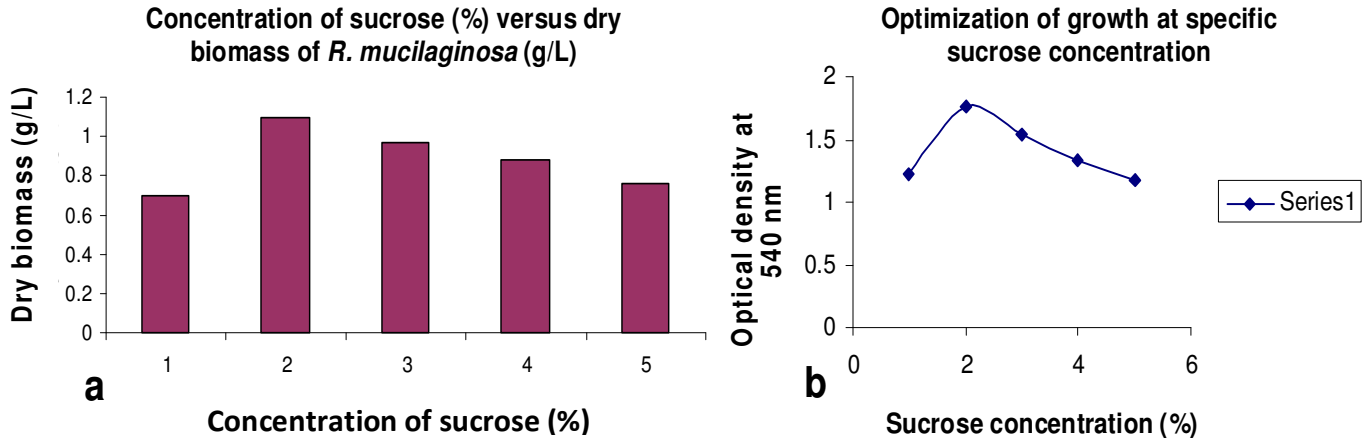 Concentration of sucrose (%) versus dry
biomass of R. mucilaginosa (g/L)
Dry biomass (g/L)
1.2
1
0.8
0.6
0.4
0.2
0
1 2 3 4 5
a
Concentration of sucrose (%)
Optimization of growth at specific
sucrose concentration
Optical density at
540 nm
2
1.5
1
0.5
0
0 2 4 6
Series1
b
Sucrose concentration (%)